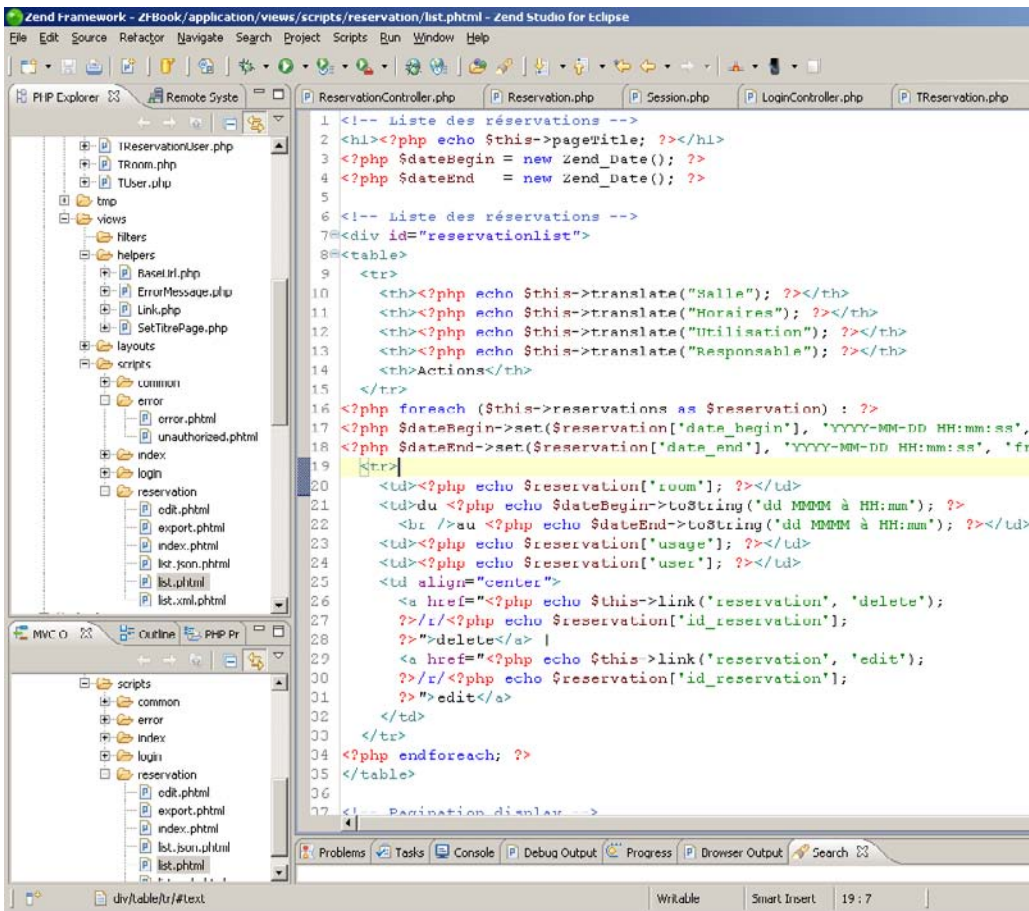 Zend Framework - ZFBook/application/views/scripts/reservation/list.phtml - Zend Studio for Eclipse
File Edit Source Refactor Navigate Search Project Scripts Run Window Help
PHP Explorer Remote Syste
TReservationUser.php
TRoom.php
TUser.php
tmp
views
filters
helpers
BaseUrl.php
ErrorMessage.php
Link.php
SetTitrePage.php
layouts
scripts
common
error
error.phtml
unauthorized.phtml
index
login
reservation
edit.phtml
export.phtml
index.phtml
list.json.phtml
list.phtml
list.xml.phtml
MVC O Outline PHP Pr
scripts
common
error
index
login
reservation
edit.phtml
export.phtml
index.phtml
list.json.phtml
list.phtml
ReservationController.php Reservation.php Session.php LoginController.php TReservation.php
1 <!-- Liste des réservations -->
2 <h1><?php echo $this->pageTitle; ?></h1>
3 <?php $dateBegin = new Zend_Date(); ?>
4 <?php $dateEnd   = new Zend_Date(); ?>
5
6 <!-- Liste des réservations -->
7 <div id="reservationlist">
8 <table>
9   <tr>
10     <th><?php echo $this->translate("Salle"); ?></th>
11     <th><?php echo $this->translate("Horaires"); ?></th>
12     <th><?php echo $this->translate("Utilisation"); ?></th>
13     <th><?php echo $this->translate("Responsable"); ?></th>
14     <th>Actions</th>
15   </tr>
16 <?php foreach ($this->reservations as $reservation) : ?>
17 <?php $dateBegin->set($reservation['date_begin'], 'YYYY-MM-DD HH:mm:ss',
18 <?php $dateEnd->set($reservation['date_end'], 'YYYY-MM-DD HH:mm:ss', 'fr
19   <tr>
20     <td><?php echo $reservation['room']; ?></td>
21     <td>du <?php echo $dateBegin->toString('dd MMMM à HH:mm'); ?>
22       <br />au <?php echo $dateEnd->toString('dd MMMM à HH:mm'); ?></td>
23     <td><?php echo $reservation['usage']; ?></td>
24     <td><?php echo $reservation['user']; ?></td>
25     <td align="center">
26       <a href="<?php echo $this->link('reservation', 'delete');
27       ?>/r/<?php echo $reservation['id_reservation'];
28       ?>">delete</a> |
29       <a href="<?php echo $this->link('reservation', 'edit');
30       ?>/r/<?php echo $reservation['id_reservation'];
31       ?>">edit</a>
32     </td>
33   </tr>
34 <?php endforeach; ?>
35 </table>
36
37 <!-- Pagination display -->
Problems Tasks Console Debug Output Progress Browser Output Search
div/table/tr/#text Writable Smart Insert 19 : 7